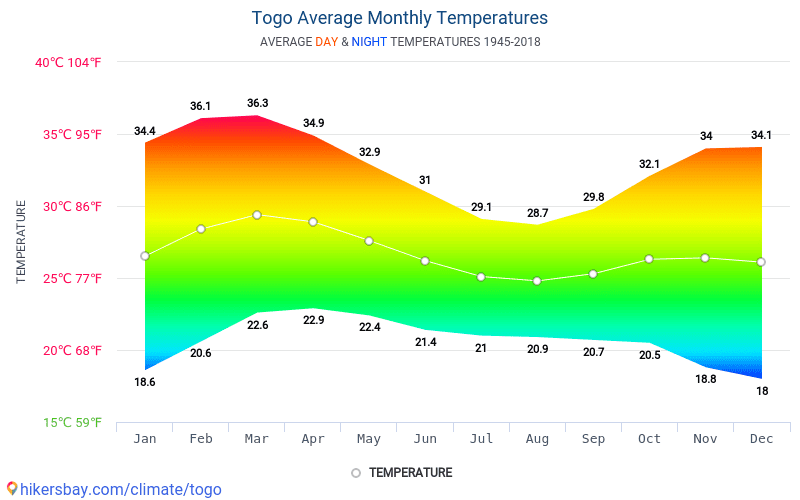 Togo Average Monthly Temperatures
AVERAGE DAY & NIGHT TEMPERATURES 1945-2018
40℃ 104℉
35℃ 95℉
30℃ 86℉
25℃ 77℉
20℃ 68℉
15℃ 59℉
TEMPERATURE
34.4 36.1 36.3 34.9 32.9 31 29.1 28.7 29.8 32.1 34 34.1
18.6 20.6 22.6 22.9 22.4 21.4 21 20.9 20.7 20.5 18.8 18
Jan Feb Mar Apr May Jun Jul Aug Sep Oct Nov Dec
TEMPERATURE
hikersbay.com/climate/togo